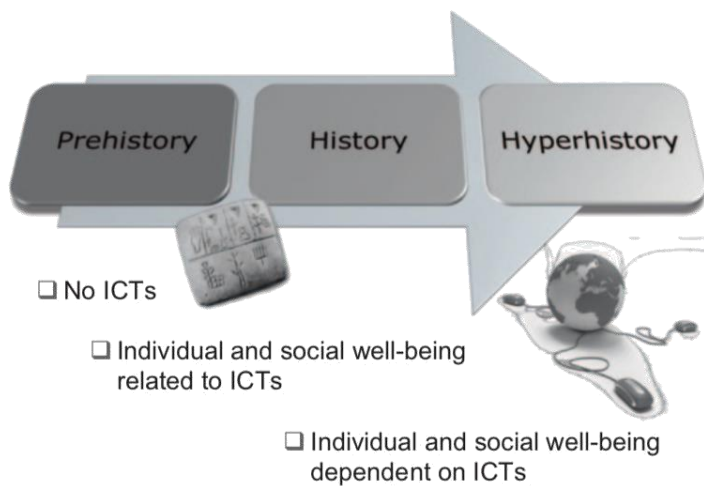 Prehistory
History
Hyperhistory
❑ No ICTs
❑ Individual and social well-being
related to ICTs
❑ Individual and social well-being
dependent on ICTs